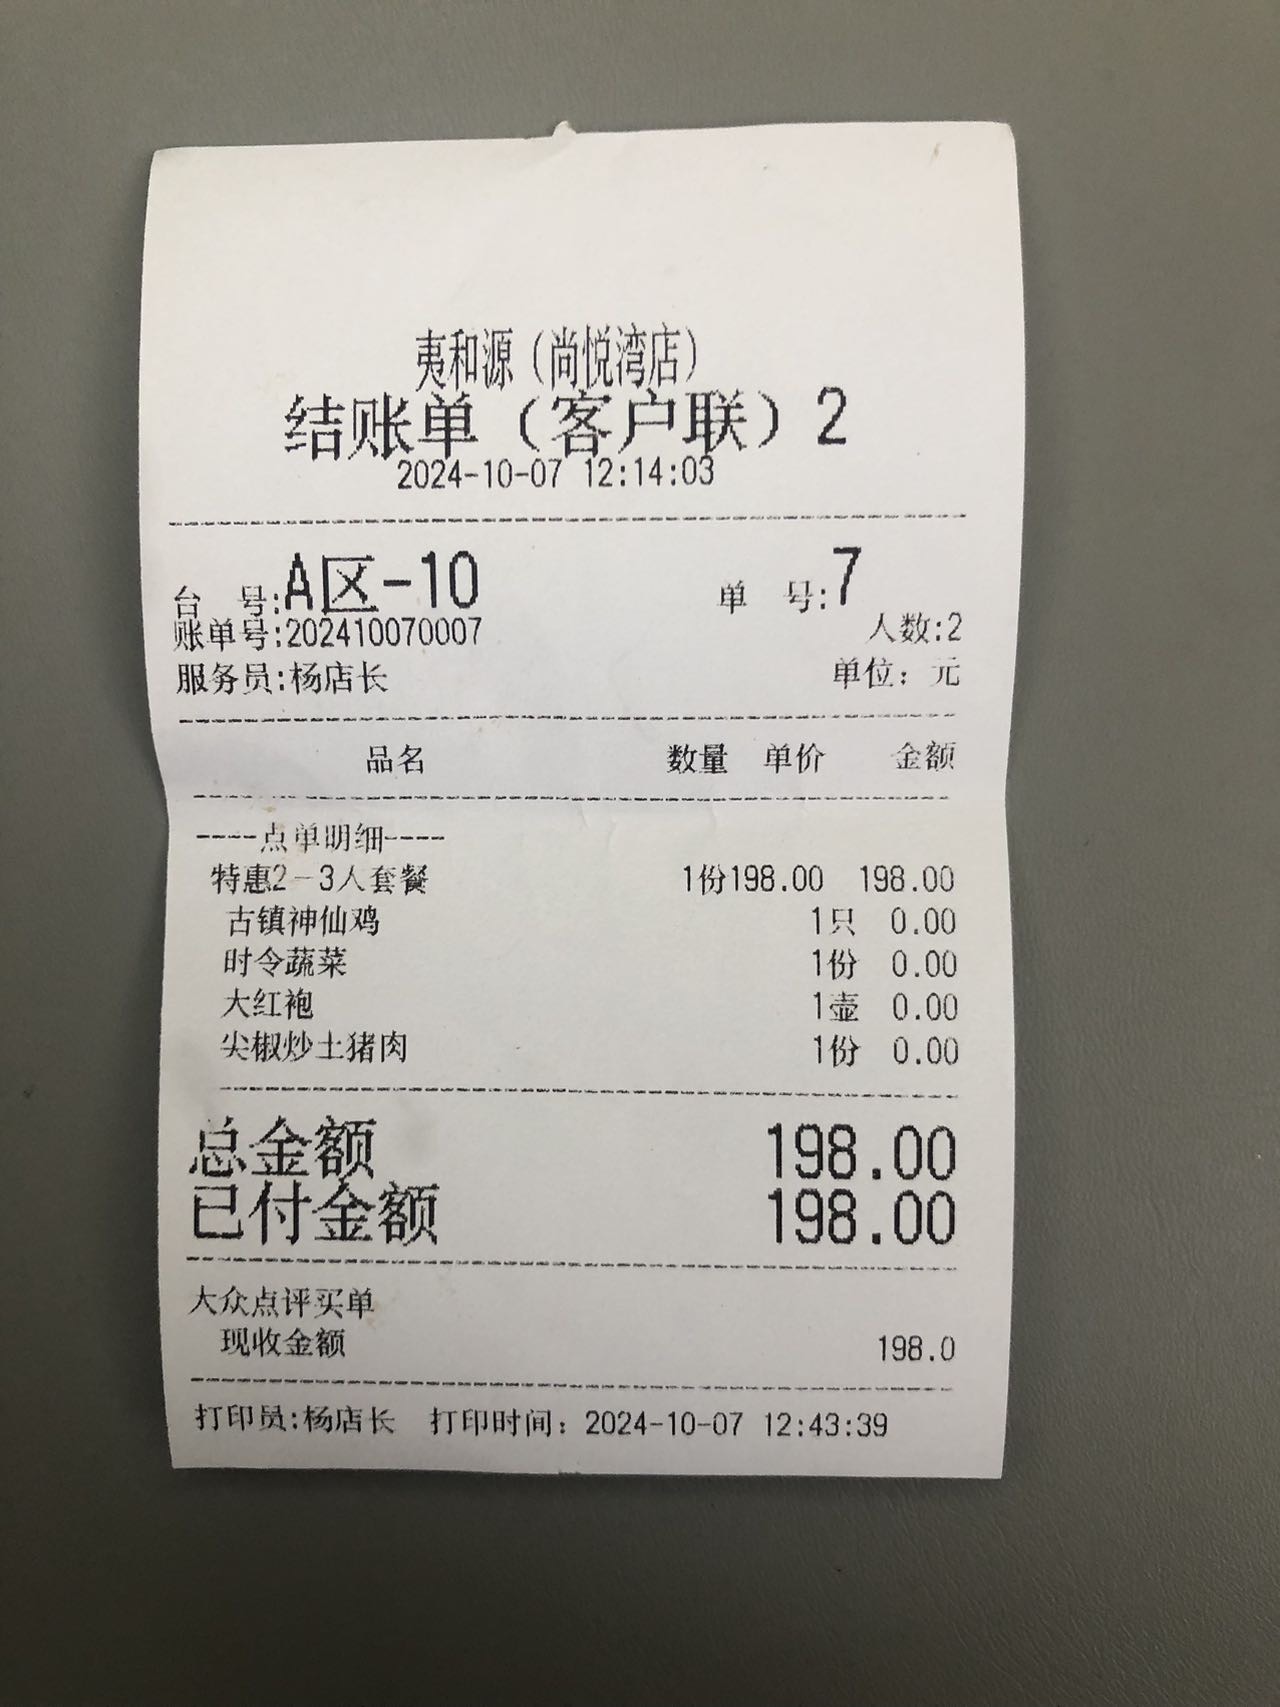 夷和源（尚悦湾店）
结账单（客户联）2
2024-10-07 12:14:03
台 号:A区-10 单 号:7
账单号:202410070007 人数:2
服务员:杨店长 单位：元
品名 数量 单价 金额
----点单明细----
特惠2-3人套餐 1份198.00 198.00
古镇神仙鸡 1只 0.00
时令蔬菜 1份 0.00
大红袍 1壶 0.00
尖椒炒土猪肉 1份 0.00
总金额 198.00
已付金额 198.00
大众点评买单
现收金额 198.0
打印员:杨店长 打印时间：2024-10-07 12:43:39